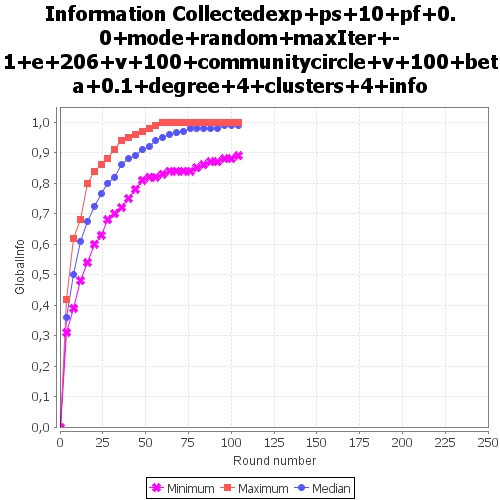 Information Collectedexp+ps+10+pf+0.
0+mode+random+maxIter+-
1+e+206+v+100+communitycircle+v+100+bet
a+0.1+degree+4+clusters+4+info
1,0
0,9
0,8
0,7
0,6
0,5
0,4
0,3
0,2
0,1
0,0
GlobalInfo
0 25 50 75 100 125 150 175 200 225 250
Round number
Minimum Maximum Median